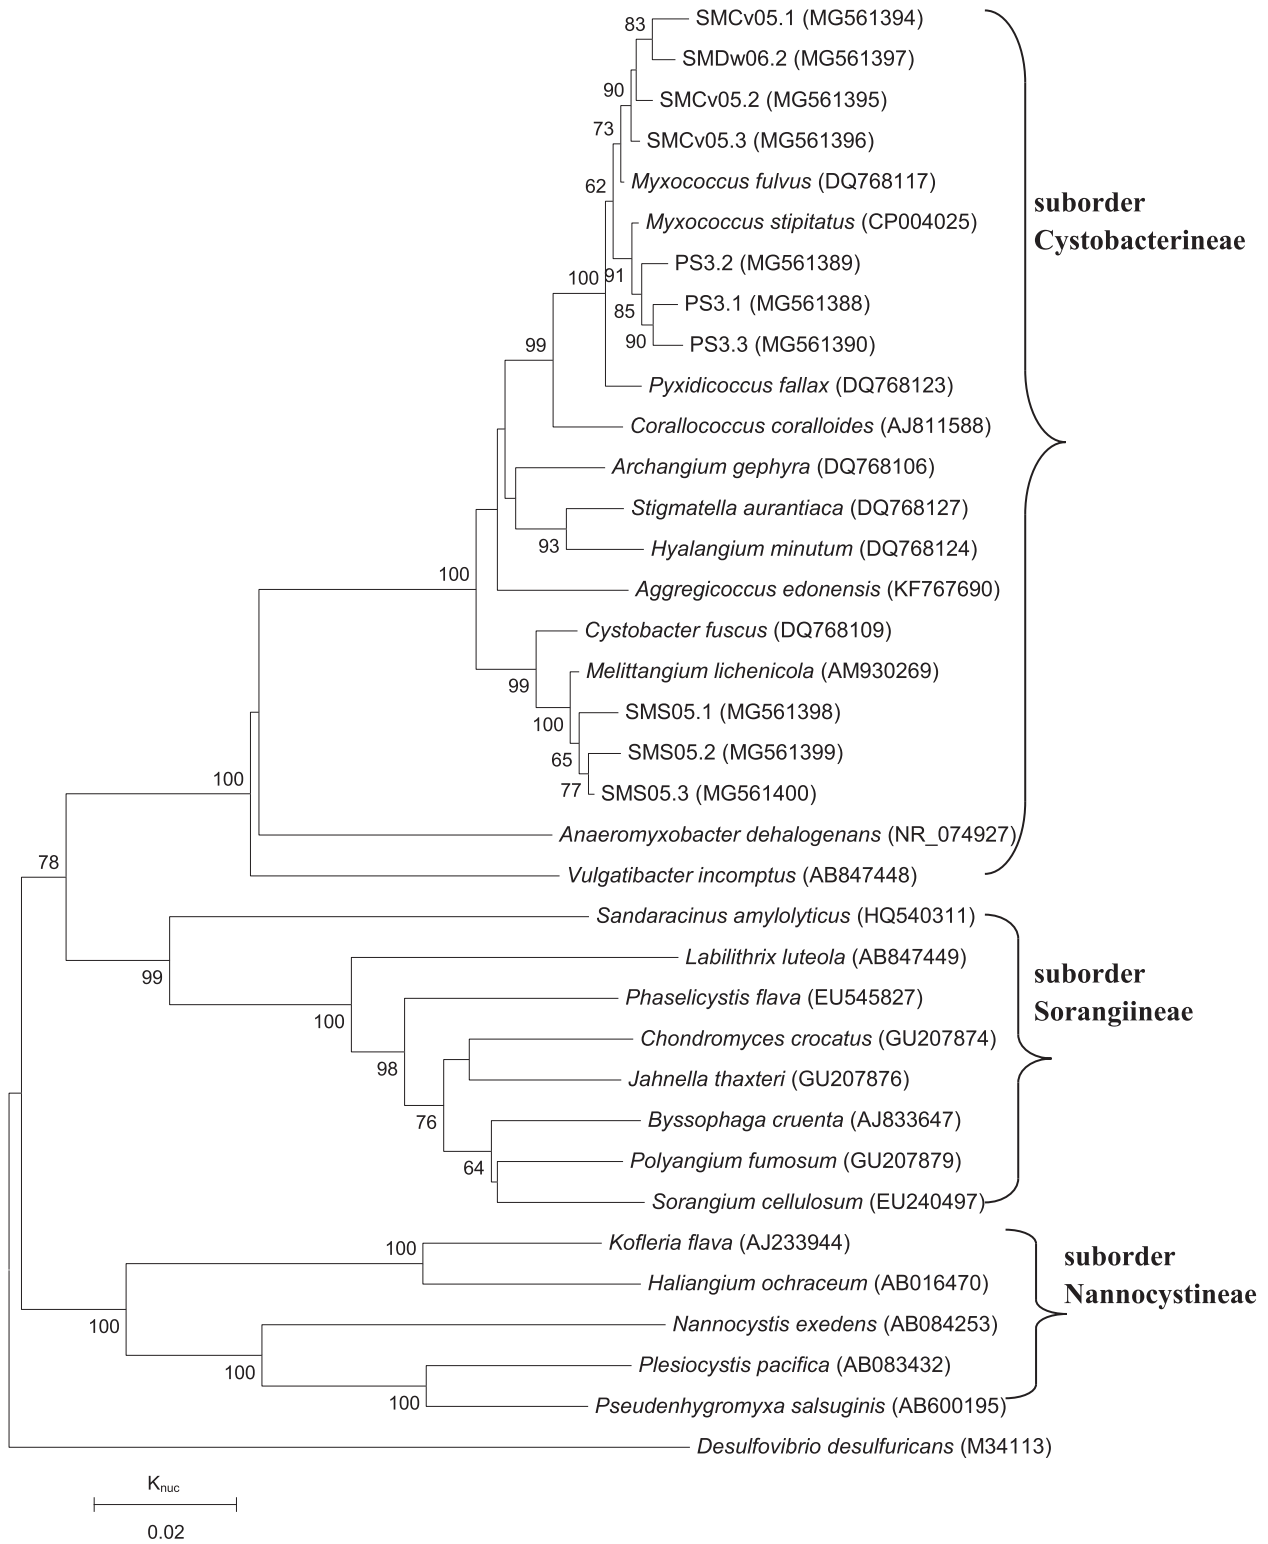 83
SMCv05.1 (MG561394)
SMDw06.2 (MG561397)
90
SMCv05.2 (MG561395)
73
SMCv05.3 (MG561396)
62
Myxococcus fulvus (DQ768117)
suborder
Cystobacterineae
Myxococcus stipitatus (CP004025)
100
91
PS3.2 (MG561389)
85
PS3.1 (MG561388)
90
PS3.3 (MG561390)
99
Pyxidicoccus fallax (DQ768123)
Corallococcus coralloides (AJ811588)
Archangium gephyra (DQ768106)
Stigmatella aurantiaca (DQ768127)
93
Hyalangium minutum (DQ768124)
100
Aggregicoccus edonensis (KF767690)
Cystobacter fuscus (DQ768109)
99
Melittangium lichenicola (AM930269)
100
SMS05.1 (MG561398)
65
SMS05.2 (MG561399)
77
SMS05.3 (MG561400)
100
Anaeromyxobacter dehalogenans (NR_074927)
78
Vulgatibacter incomptus (AB847448)
Sandaracinus amylolyticus (HQ540311)
99
Labilithrix luteola (AB847449)
suborder
Sorangiineae
100
Phaselicystis flava (EU545827)
98
Chondromyces crocatus (GU207874)
Jahnella thaxteri (GU207876)
76
Byssophaga cruenta (AJ833647)
64
Polyangium fumosum (GU207879)
Sorangium cellulosum (EU240497)
100
Kofleria flava (AJ233944)
suborder
Nannocystineae
Haliangium ochraceum (AB016470)
100
Nannocystis exedens (AB084253)
100
Plesiocystis pacifica (AB083432)
100
Pseudenhygromyxa salsuginis (AB600195)
Desulfovibrio desulfuricans (M34113)
Knuc
0.02